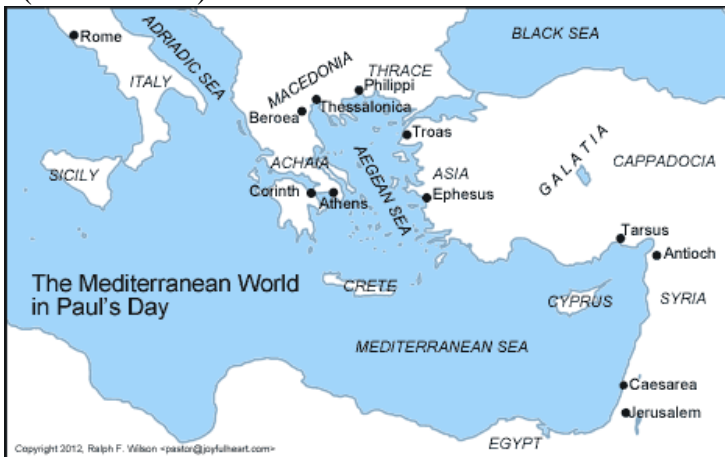 BLACK SEA
Rome
ADRIADIC SEA
ITALY
MACEDONIA
THRACE
Philippi
Thessalonica
Beroea
Troas
GALATIA
CAPPADOCIA
ACHAIA
AEGEAN SEA
ASIA
SICILY
Corinth
Athens
Ephesus
Tarsus
Antioch
The Mediterranean World
in Paul's Day
CRETE
CYPRUS
SYRIA
MEDITERRANEAN SEA
Caesarea
Jerusalem
EGYPT
Copyright 2012, Ralph F. Wilson <pastor@joyfulheart.com>